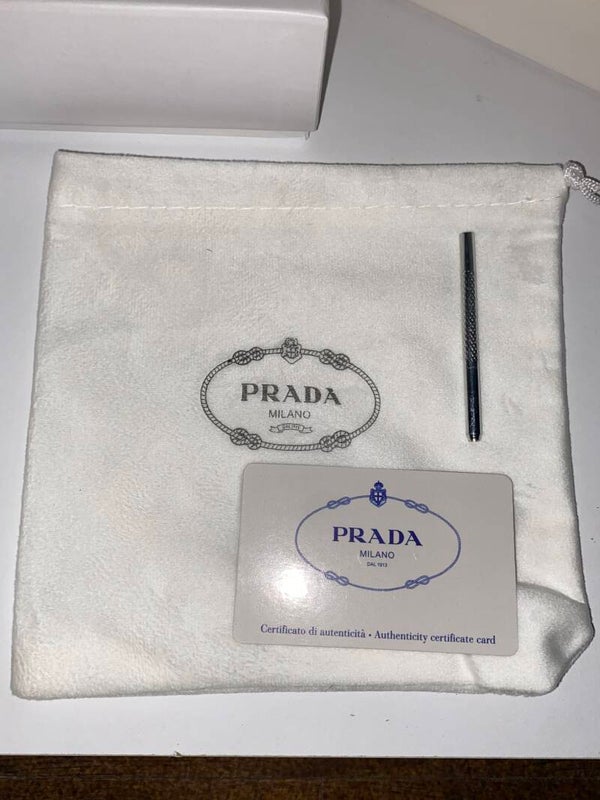 PRADA
MILANO
PRADA
MILANO
DAL 1913
Certificato di autenticità • Authenticity certificate card